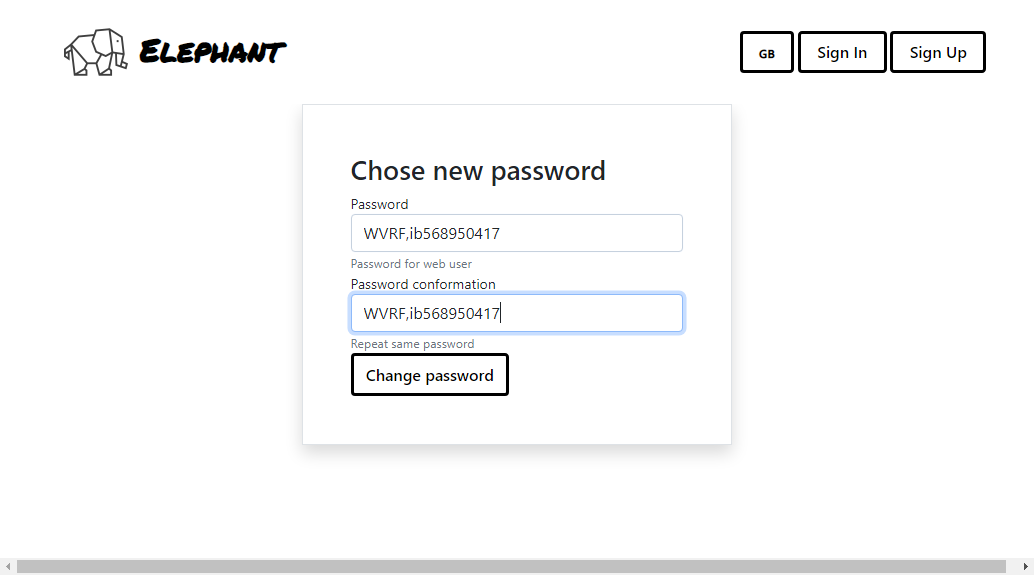 Elephant
GB Sign In Sign Up
Chose new password
Password
WVRF,ib568950417
Password for web user
Password conformation
WVRF,ib568950417
Repeat same password
Change password